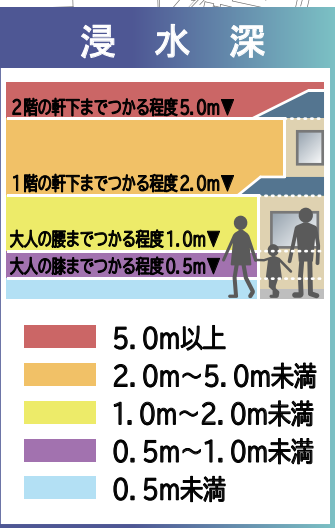 浸水深
2階の軒下までつかる程度5.0m▼
1階の軒下までつかる程度2.0m▼
大人の腰までつかる程度1.0m▼
大人の膝までつかる程度0.5m▼
5.0m以上
2.0m～5.0m未満
1.0m～2.0m未満
0.5m～1.0m未満
0.5m未満